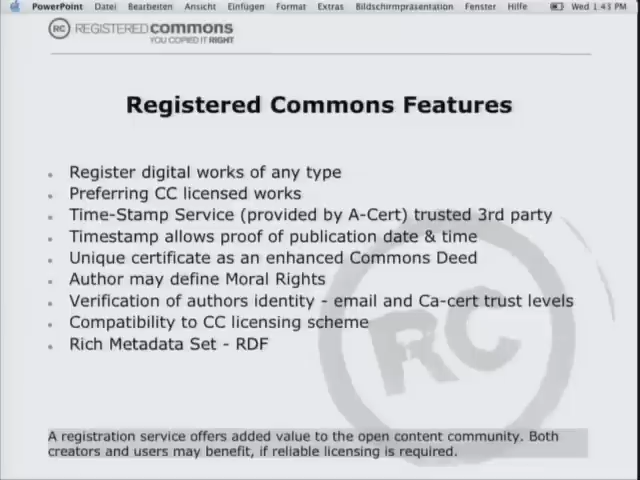 PowerPoint Datei Bearbeiten Ansicht Einfügen Format Extras Bildschirmpräsentation Fenster Hilfe Wed 1:43 PM
RC REGISTEREDcommons
YOU COPIED IT RIGHT
Registered Commons Features
Register digital works of any type
Preferring CC licensed works
Time-Stamp Service (provided by A-Cert) trusted 3rd party
Timestamp allows proof of publication date & time
Unique certificate as an enhanced Commons Deed
Author may define Moral Rights
Verification of authors identity - email and Ca-cert trust levels
Compatibility to CC licensing scheme
Rich Metadata Set - RDF
RC
A registration service offers added value to the open content community. Both
creators and users may benefit, if reliable licensing is required.